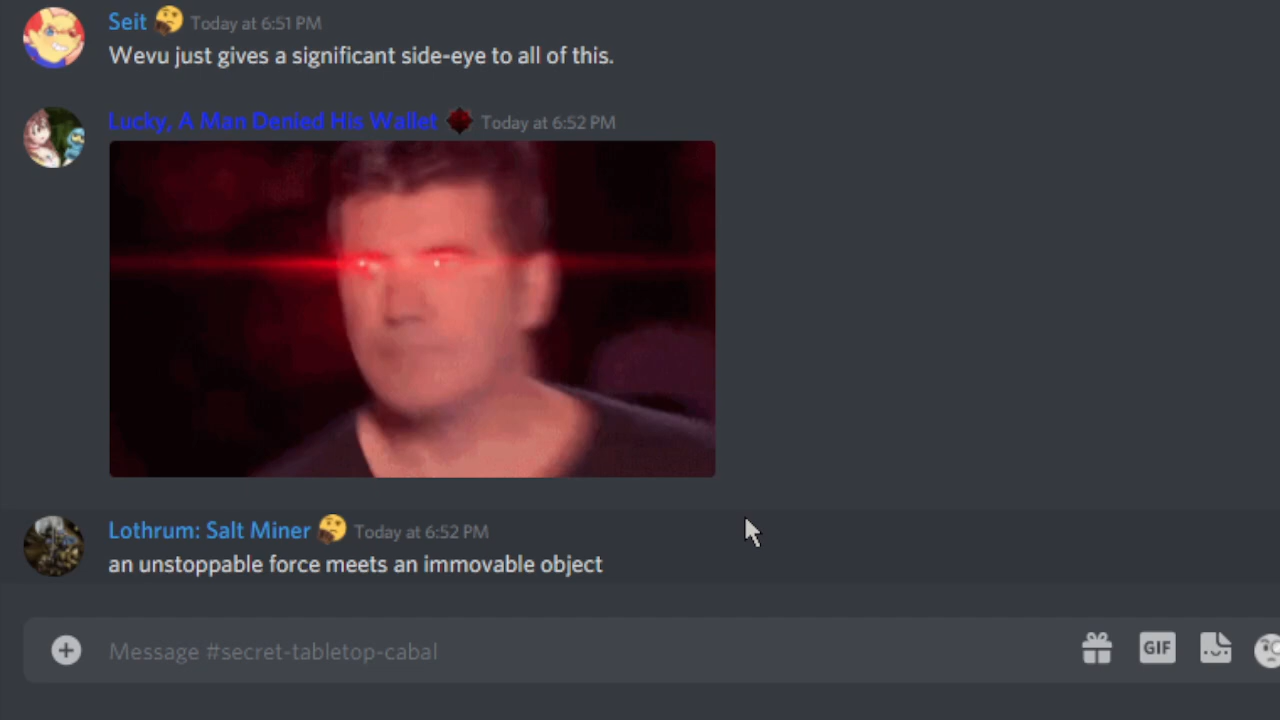 Seit Today at 6:51 PM
Wevu just gives a significant side-eye to all of this.
Lucky, A Man Denied His Wallet Today at 6:52 PM
Lothrum: Salt Miner Today at 6:52 PM
an unstoppable force meets an immovable object
Message #secret-tabletop-cabal GIF